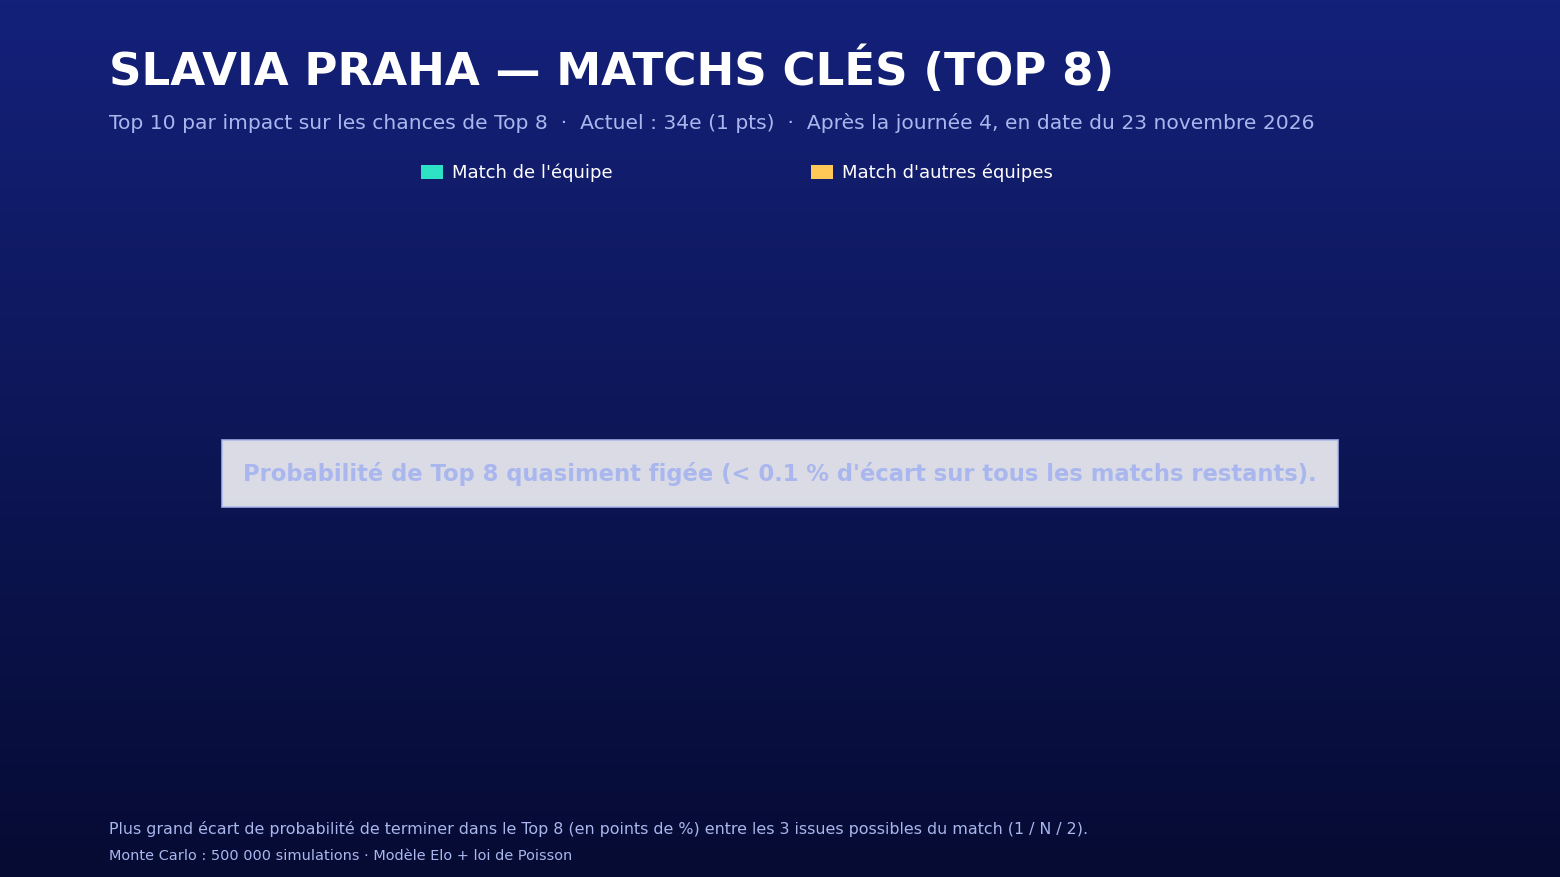 SLAVIA PRAHA — MATCHS CLÉS (TOP 8)
Top 10 par impact sur les chances de Top 8 · Actuel : 34e (1 pts) · Après la journée 4, en date du 23 novembre 2026
Match de l'équipe
Match d'autres équipes
Probabilité de Top 8 quasiment figée (< 0.1 % d'écart sur tous les matchs restants).
Plus grand écart de probabilité de terminer dans le Top 8 (en points de %) entre les 3 issues possibles du match (1 / N / 2).
Monte Carlo : 500 000 simulations · Modèle Elo + loi de Poisson